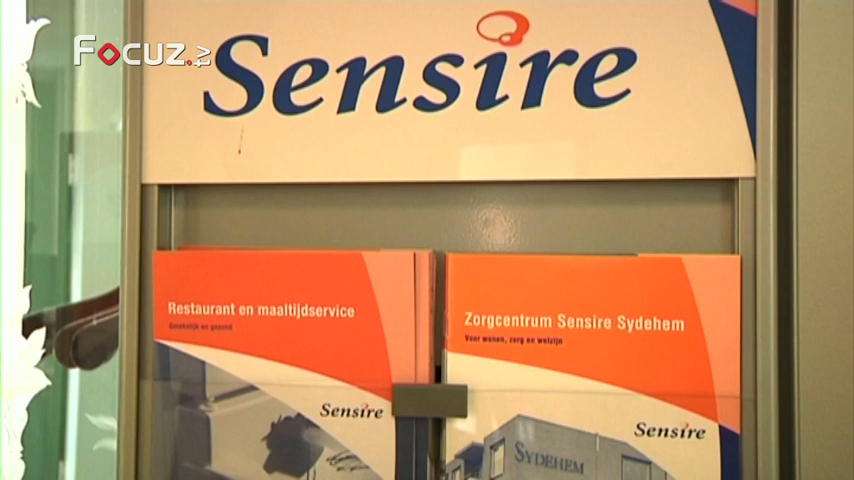 Focuz.tv
Sensire
Restaurant en maaltijdservice
Smakelijk en gezond
Sensire
Zorgcentrum Sensire Sydehem
Voor wonen, zorg en welzijn
Sensire
SYDEHEM